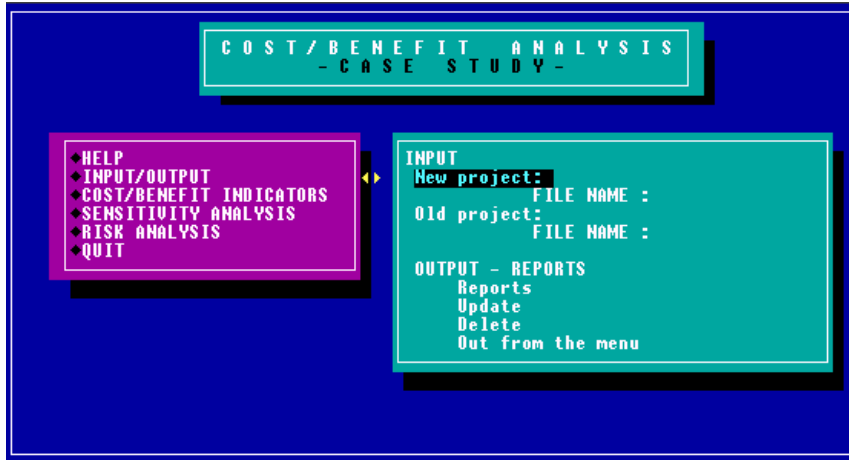 COST/BENEFIT ANALYSIS
-CASE STUDY-
HELP
INPUT/OUTPUT
COST/BENEFIT INDICATORS
SENSITIVITY ANALYSIS
RISK ANALYSIS
QUIT
INPUT
New project:
FILE NAME :
Old project:
FILE NAME :
OUTPUT - REPORTS
Reports
Update
Delete
Out from the menu